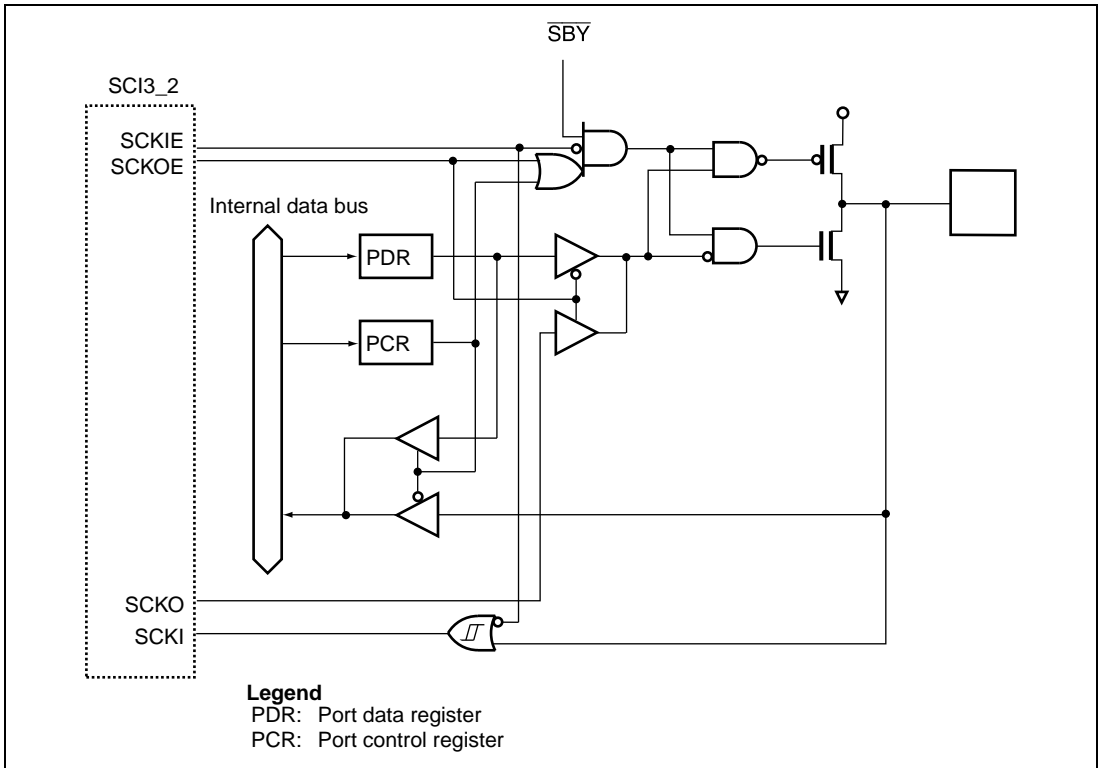 SBY
SCI3_2
SCKIE
SCKOE
Internal data bus
PDR
PCR
SCKO
SCKI
Legend
PDR: Port data register
PCR: Port control register